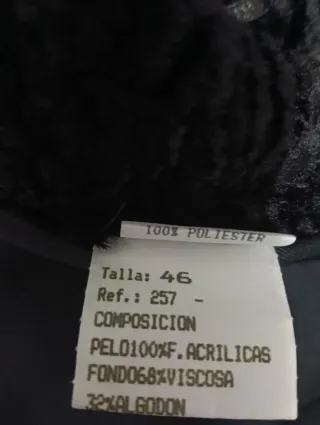 100% POLIESTER
Talla: 46
Ref.: 257 -
COMPOSICION
PELO100%F.ACRILICAS
FONDO68%VISCOSA
32%ALGODON